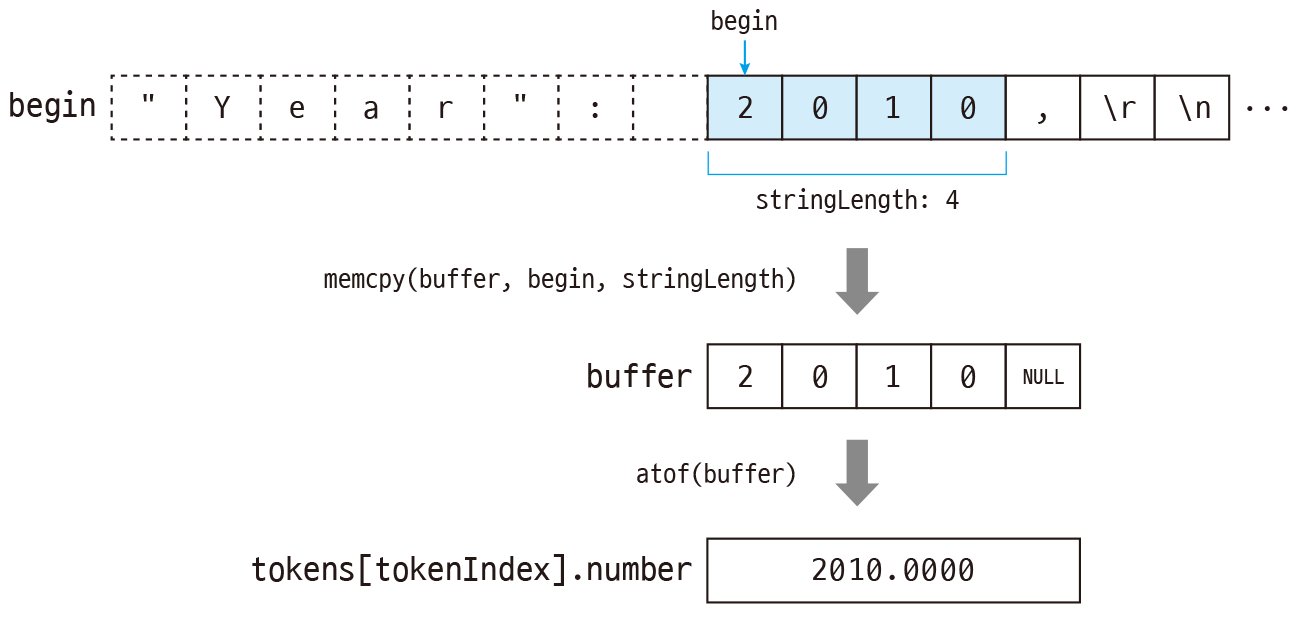 begin
begin " Y e a r " : 2 0 1 0 , \r \n ...
stringLength: 4
memcpy(buffer, begin, stringLength)
buffer 2 0 1 0 NULL
atof(buffer)
tokens[tokenIndex].number 2010.0000